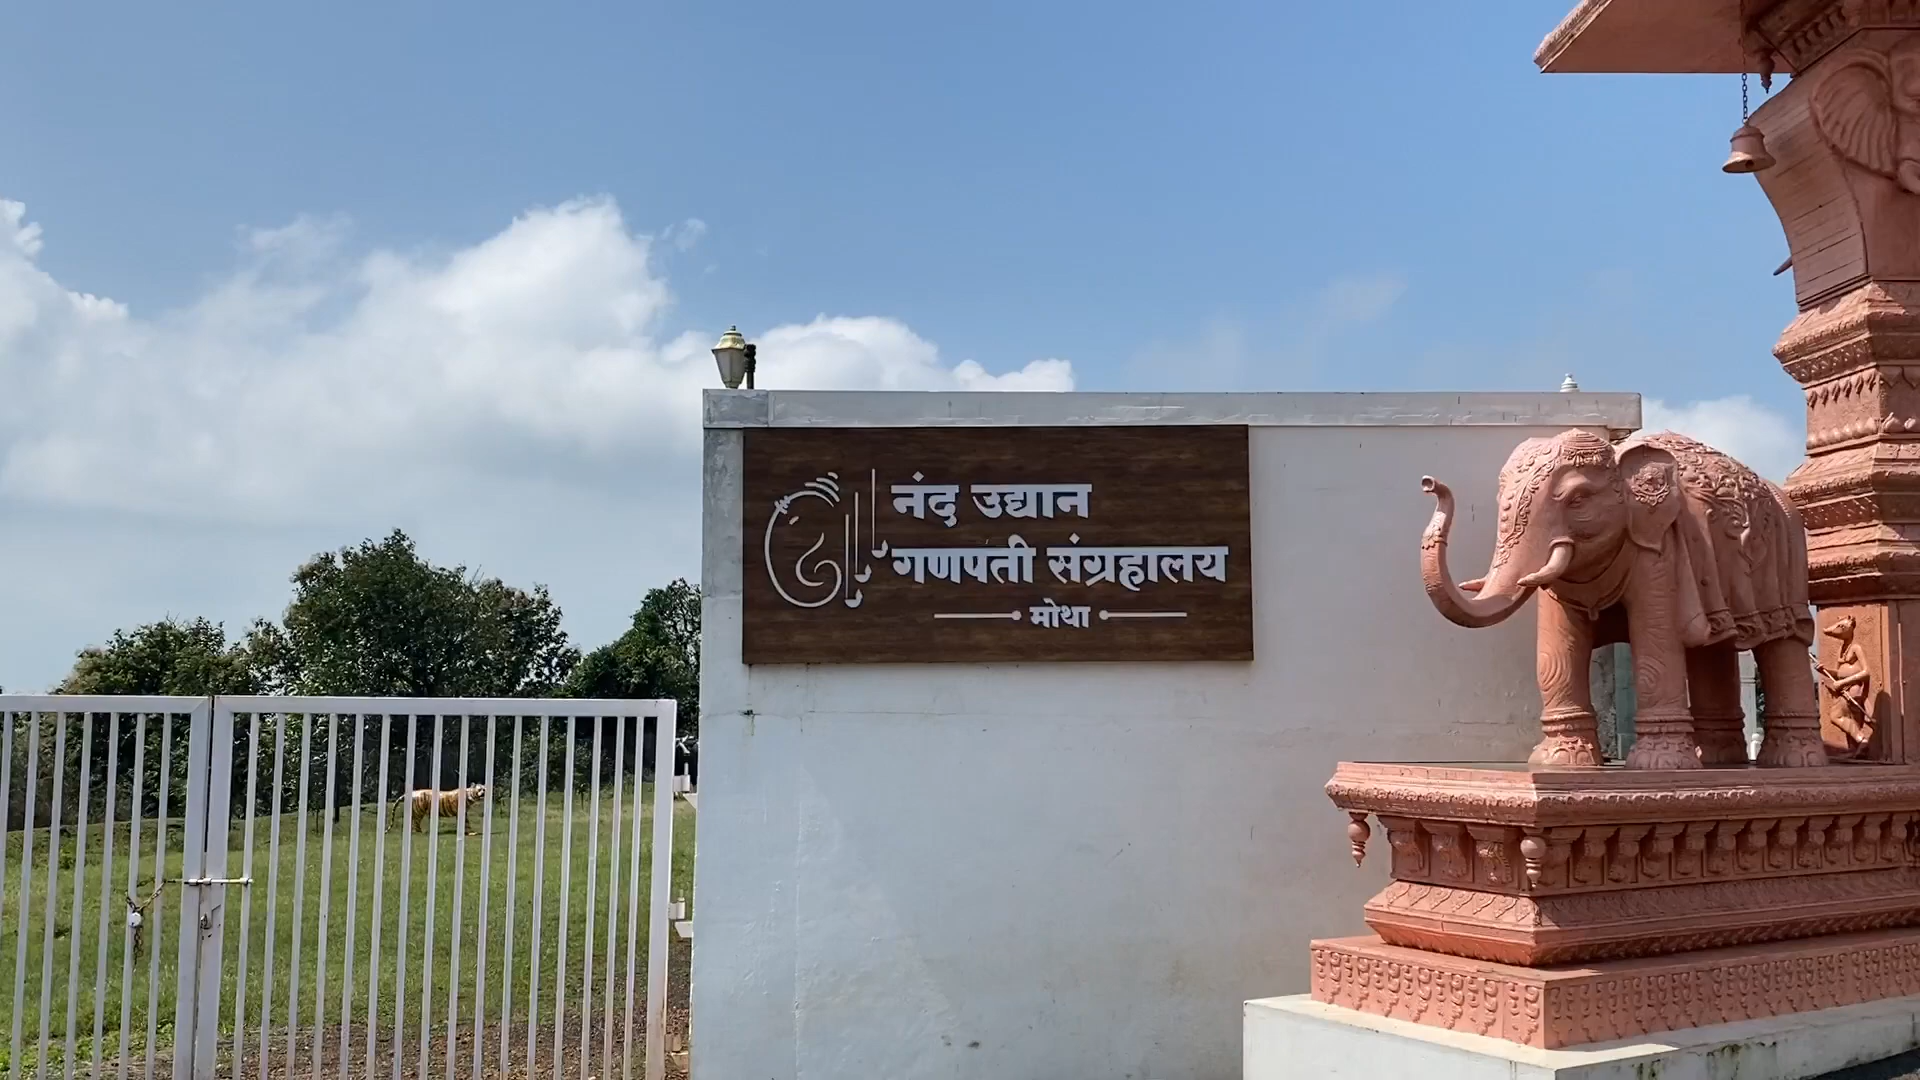 नंद उद्यान
गणपती संग्रहालय
मोथा